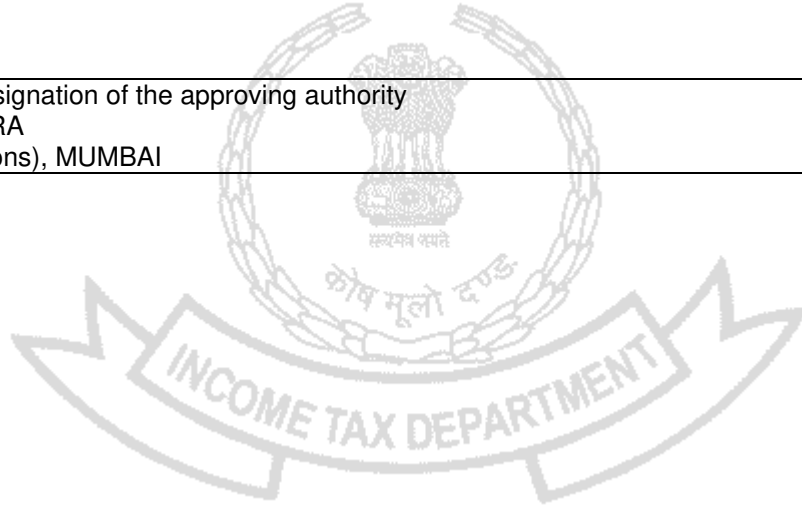 signation of the approving authority
RA
ons), MUMBAI
सत्यमेव जयते
कोष मूलो दण्डः
INCOME TAX DEPARTMENT